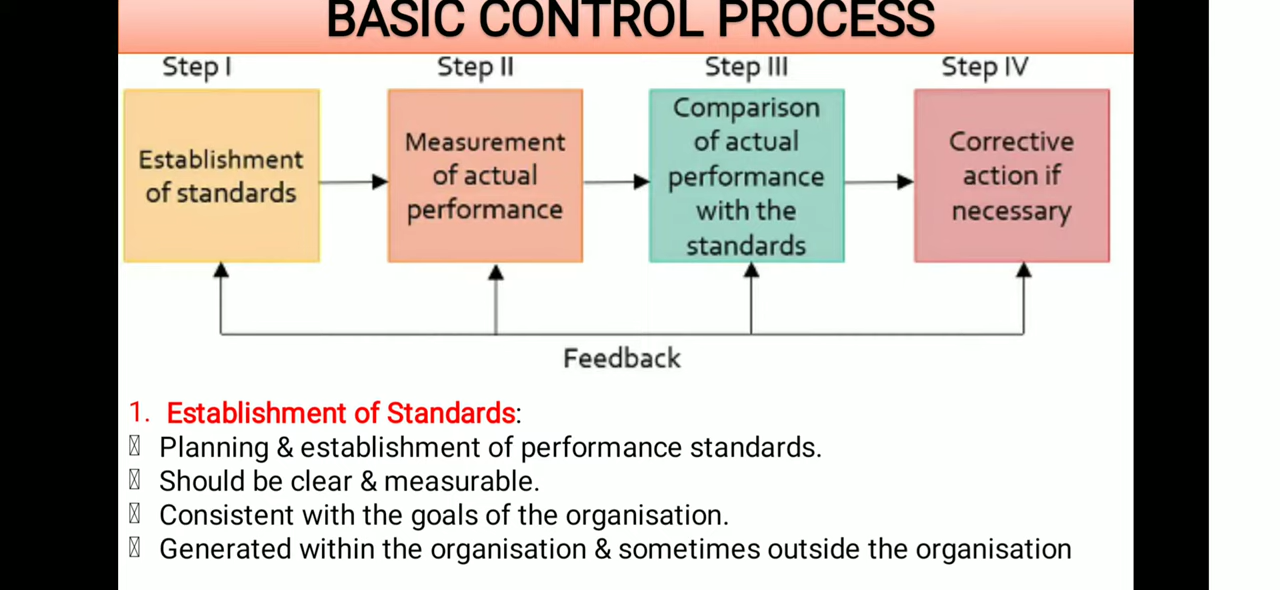 BASIC CONTROL PROCESS
Step I
Step II
Step III
Step IV
Establishment
of standards
Measurement
of actual
performance
Comparison
of actual
performance
with the
standards
Corrective
action if
necessary
Feedback
1. Establishment of Standards:
Planning & establishment of performance standards.
Should be clear & measurable.
Consistent with the goals of the organisation.
Generated within the organisation & sometimes outside the organisation